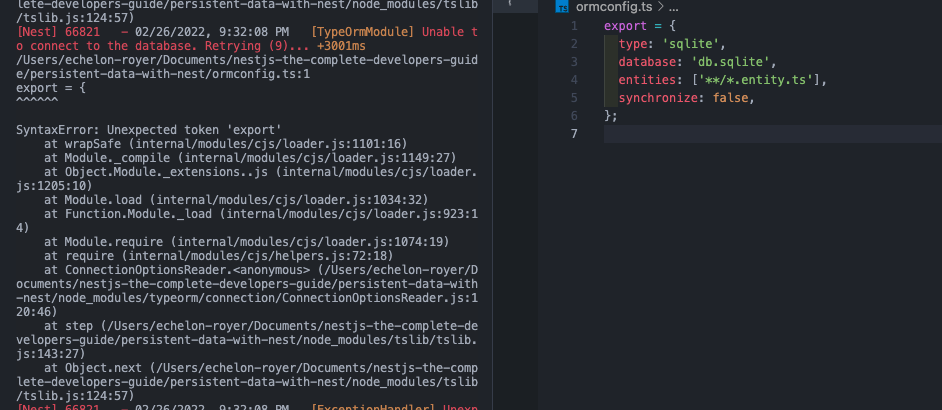 lete-developers-guide/persistent-data-with-nest/node_modules/tslib
/tslib.js:124:57)
[Nest] 66821   - 02/26/2022, 9:32:08 PM   [TypeOrmModule] Unable t
o connect to the database. Retrying (9)... +3001ms
/Users/echelon-royer/Documents/nestjs-the-complete-developers-guid
e/persistent-data-with-nest/ormconfig.ts:1
export = {
^^^^^^
SyntaxError: Unexpected token 'export'
    at wrapSafe (internal/modules/cjs/loader.js:1101:16)
    at Module._compile (internal/modules/cjs/loader.js:1149:27)
    at Object.Module._extensions..js (internal/modules/cjs/loader.
js:1205:10)
    at Module.load (internal/modules/cjs/loader.js:1034:32)
    at Function.Module._load (internal/modules/cjs/loader.js:923:1
4)
    at Module.require (internal/modules/cjs/loader.js:1074:19)
    at require (internal/modules/cjs/helpers.js:72:18)
    at ConnectionOptionsReader.<anonymous> (/Users/echelon-royer/D
ocuments/nestjs-the-complete-developers-guide/persistent-data-with
-nest/node_modules/typeorm/connection/ConnectionOptionsReader.js:1
20:46)
    at step (/Users/echelon-royer/Documents/nestjs-the-complete-de
velopers-guide/persistent-data-with-nest/node_modules/tslib/tslib.
js:143:27)
    at Object.next (/Users/echelon-royer/Documents/nestjs-the-comp
lete-developers-guide/persistent-data-with-nest/node_modules/tslib
/tslib.js:124:57)
[Nest] 66821   - 02/26/2022, 9:32:08 PM   [ExceptionHandler] Unexp
TS ormconfig.ts > ...
1 export = {
2   type: 'sqlite',
3   database: 'db.sqlite',
4   entities: ['**/*.entity.ts'],
5   synchronize: false,
6 };
7